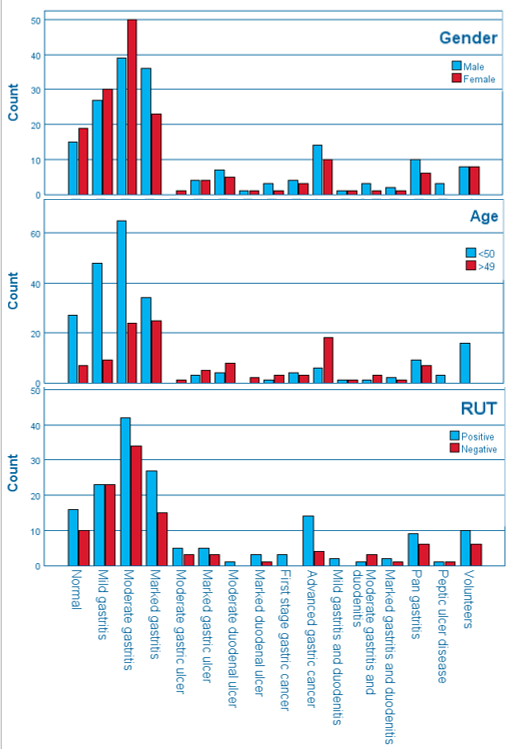 Gender
Male
Female
Count
50
40
30
20
10
0
Age
<50
>49
Count
60
40
20
0
RUT
Positive
Negative
Count
50
40
30
20
10
0
Normal
Mild gastritis
Moderate gastritis
Marked gastritis
Moderate gastric ulcer
Marked gastric ulcer
Moderate duodenal ulcer
Marked duodenal ulcer
First stage gastric cancer
Advanced gastric cancer
Mild gastritis and duodenitis
Moderate gastritis and
duodenitis
Marked gastritis and duodenitis
Pan gastritis
Peptic ulcer disease
Volunteers